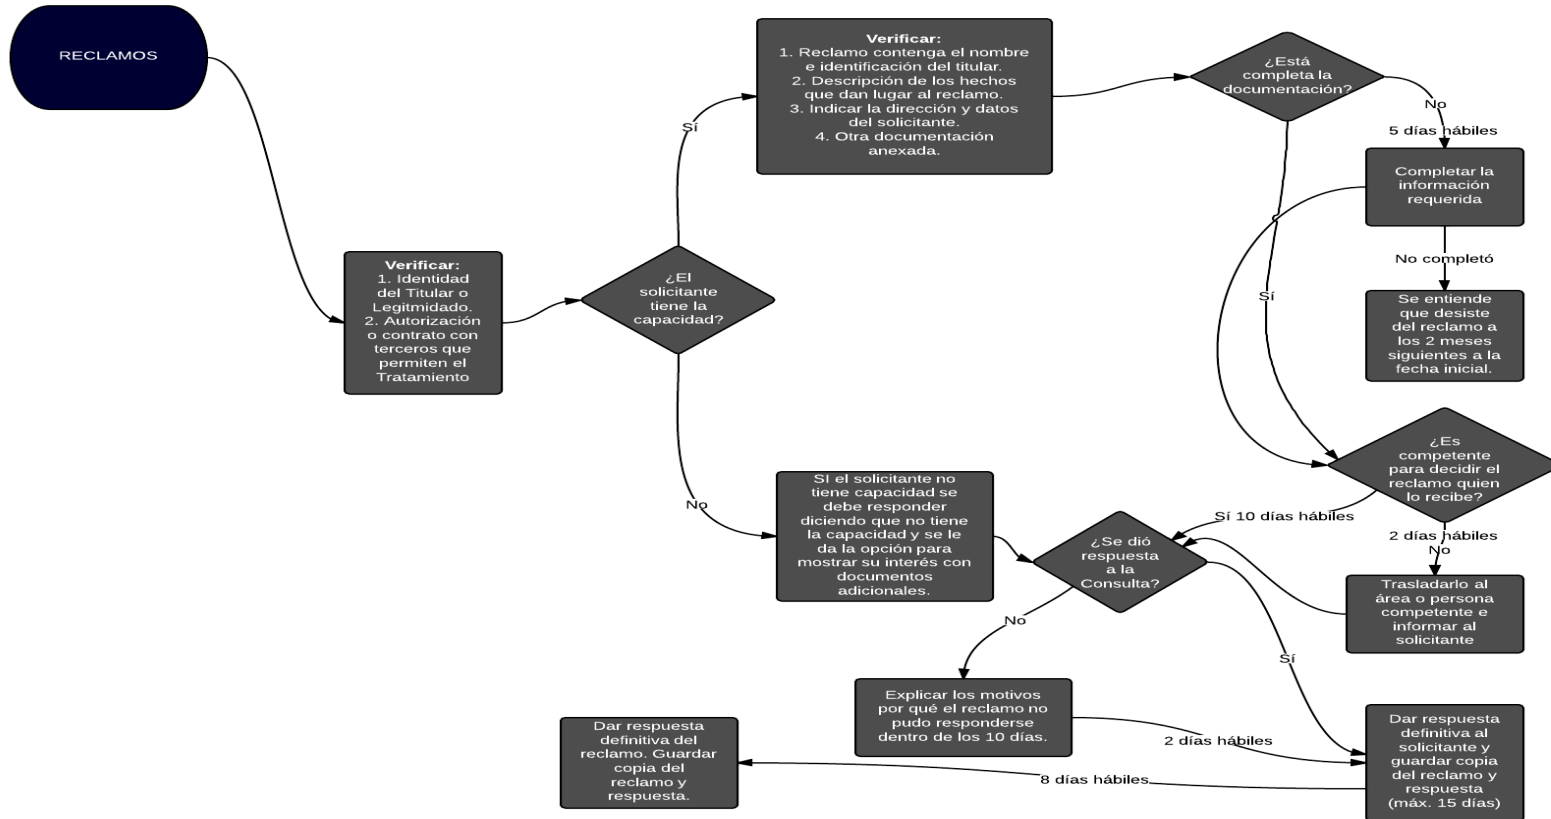 RECLAMOS
Verificar:
1. Identidad
del Titular o
Legitmidado.
2. Autorización
o contrato con
terceros que
permiten el
Tratamiento
¿El
solicitante
tiene la
capacidad?
Sí
Verificar:
1. Reclamo contenga el nombre
e identificación del titular.
2. Descripción de los hechos
que dan lugar al reclamo.
3. Indicar la dirección y datos
del solicitante.
4. Otra documentación
anexada.
¿Está
completa la
documentación?
No
5 días hábiles
Completar la
información
requerida
No completó
Se entiende
que desiste
del reclamo a
los 2 meses
siguientes a la
fecha inicial.
Sí
¿Es
competente
para decidir el
reclamo quien
lo recibe?
Sí 10 días hábiles
2 días hábiles
No
Trasladarlo al
área o persona
competente e
informar al
solicitante
No
SI el solicitante no
tiene capacidad se
debe responder
diciendo que no tiene
la capacidad y se le
da la opción para
mostrar su interés con
documentos
adicionales.
¿Se dió
respuesta
a la
Consulta?
No
Sí
Explicar los motivos
por qué el reclamo no
pudo responderse
dentro de los 10 días.
2 días hábiles
Dar respuesta
definitiva al
solicitante y
guardar copia
del reclamo y
respuesta
(máx. 15 días)
8 días hábiles
Dar respuesta
definitiva del
reclamo. Guardar
copia del
reclamo y
respuesta.